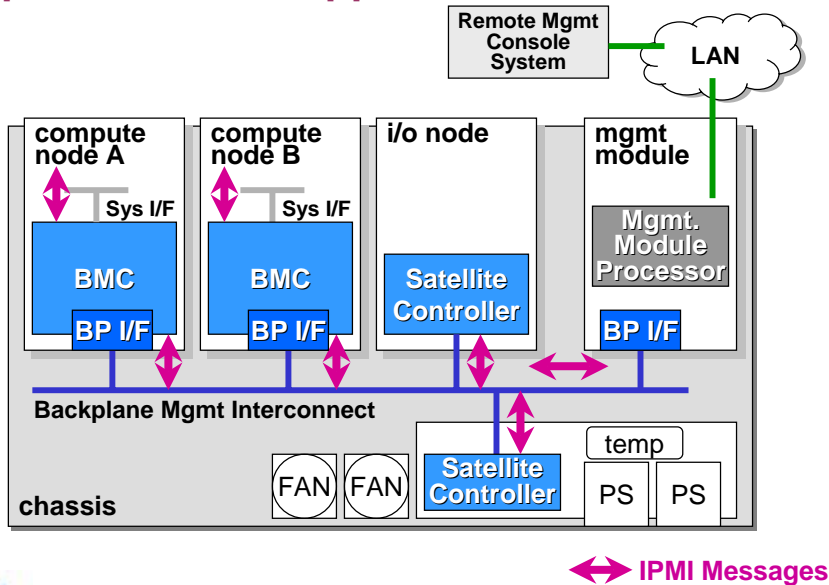 Remote Mgmt
Console
System
LAN
compute
node A
compute
node B
i/o node
mgmt
module
Sys I/F
Sys I/F
Mgmt.
Module
Processor
BMC
BMC
Satellite
Controller
BP I/F
BP I/F
BP I/F
Backplane Mgmt Interconnect
temp
FAN
FAN
Satellite
Controller
PS
PS
chassis
IPMI Messages